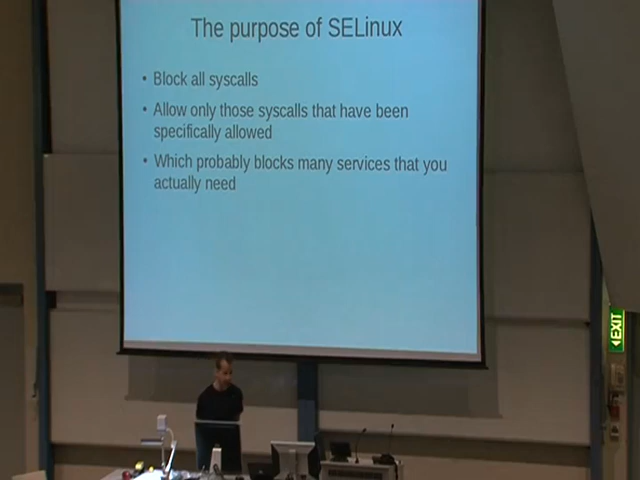 The purpose of SELinux
• Block all syscalls
• Allow only those syscalls that have been
specifically allowed
• Which probably blocks many services that you
actually need
EXIT